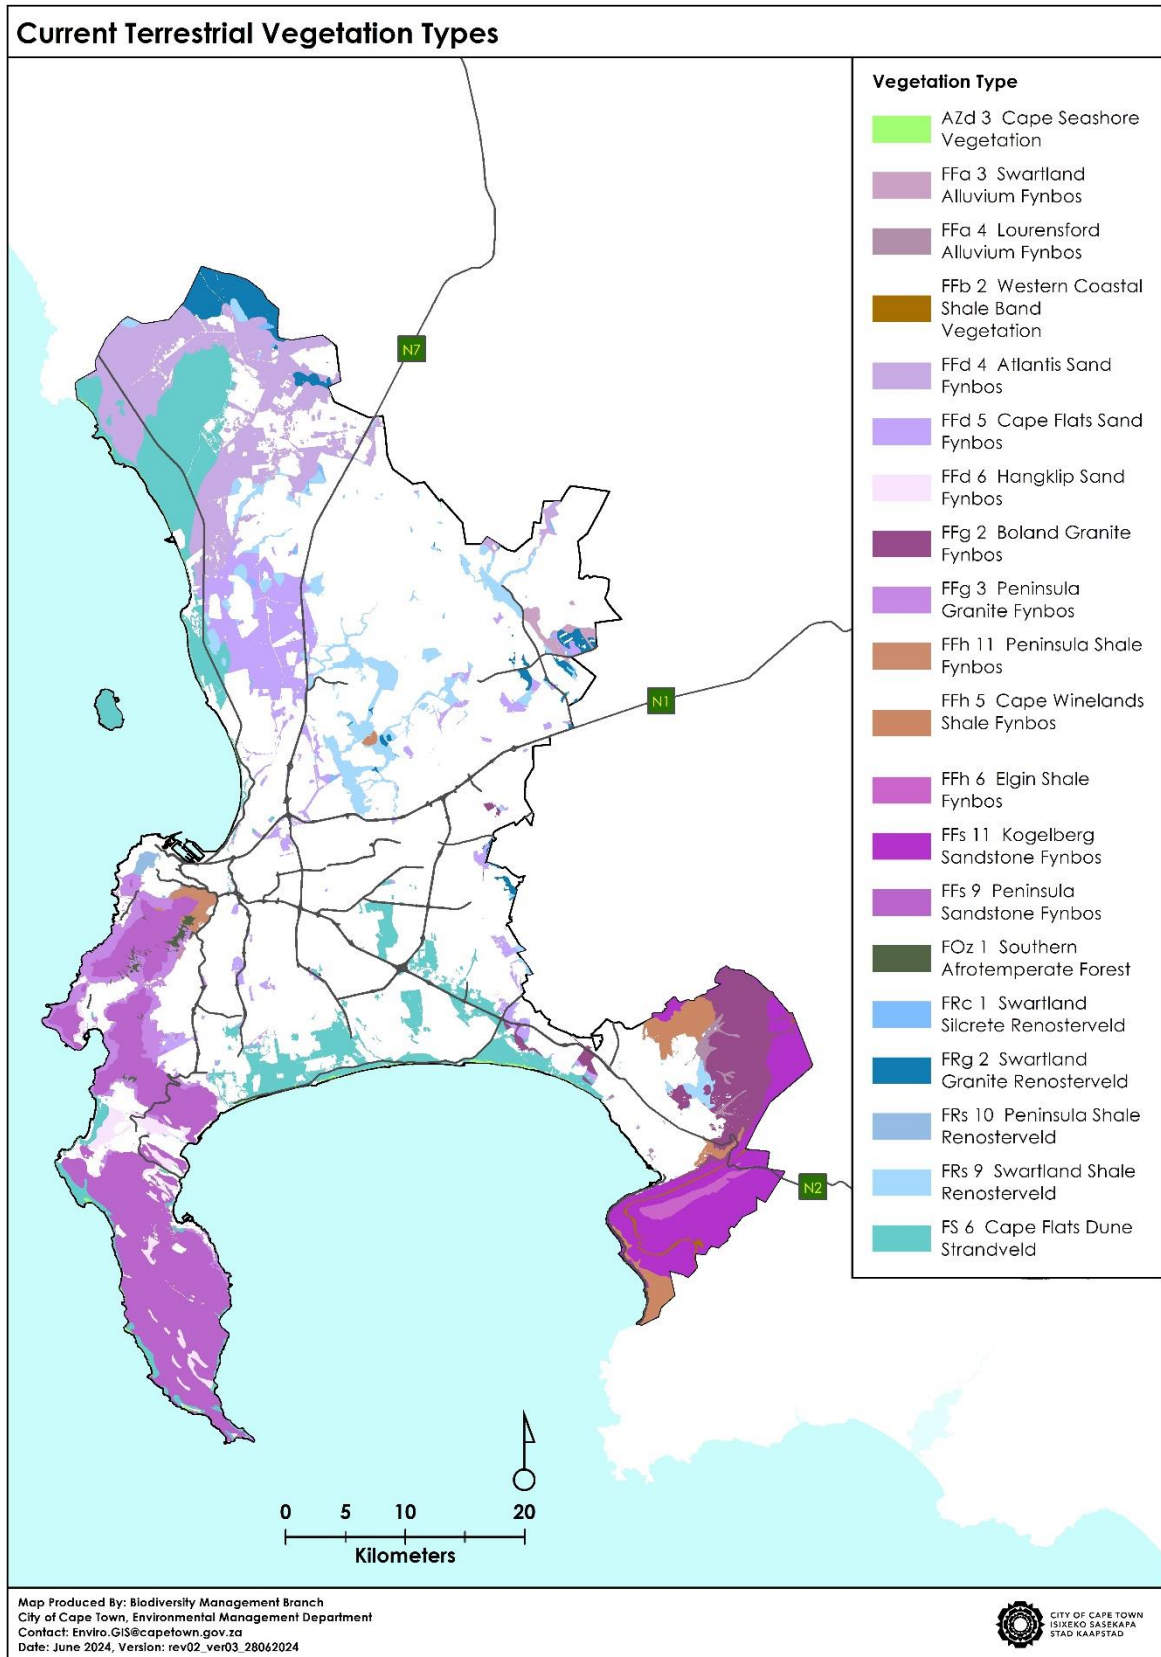 Current Terrestrial Vegetation Types
Vegetation Type
AZd 3 Cape Seashore
Vegetation
FFa 3 Swartland
Alluvium Fynbos
FFa 4 Lourensford
Alluvium Fynbos
FFb 2 Western Coastal
Shale Band
Vegetation
FFd 4 Atlantis Sand
Fynbos
FFd 5 Cape Flats Sand
Fynbos
FFd 6 Hangklip Sand
Fynbos
FFg 2 Boland Granite
Fynbos
FFg 3 Peninsula
Granite Fynbos
FFh 11 Peninsula Shale
Fynbos
FFh 5 Cape Winelands
Shale Fynbos
FFh 6 Elgin Shale
Fynbos
FFs 11 Kogelberg
Sandstone Fynbos
FFs 9 Peninsula
Sandstone Fynbos
FOz 1 Southern
Afrotemperate Forest
FRc 1 Swartland
Silcrete Renosterveld
FRg 2 Swartland
Granite Renosterveld
FRs 10 Peninsula Shale
Renosterveld
FRs 9 Swartland Shale
Renosterveld
FS 6 Cape Flats Dune
Strandveld
N7
N1
N2
0 5 10 20
Kilometers
Map Produced By: Biodiversity Management Branch
City of Cape Town, Environmental Management Department
Contact: Enviro.GIS@capetown.gov.za
Date: June 2024, Version: rev02_ver03_28062024
CITY OF CAPE TOWN
ISIXEKO SASEKAPA
STAD KAAPSTAD